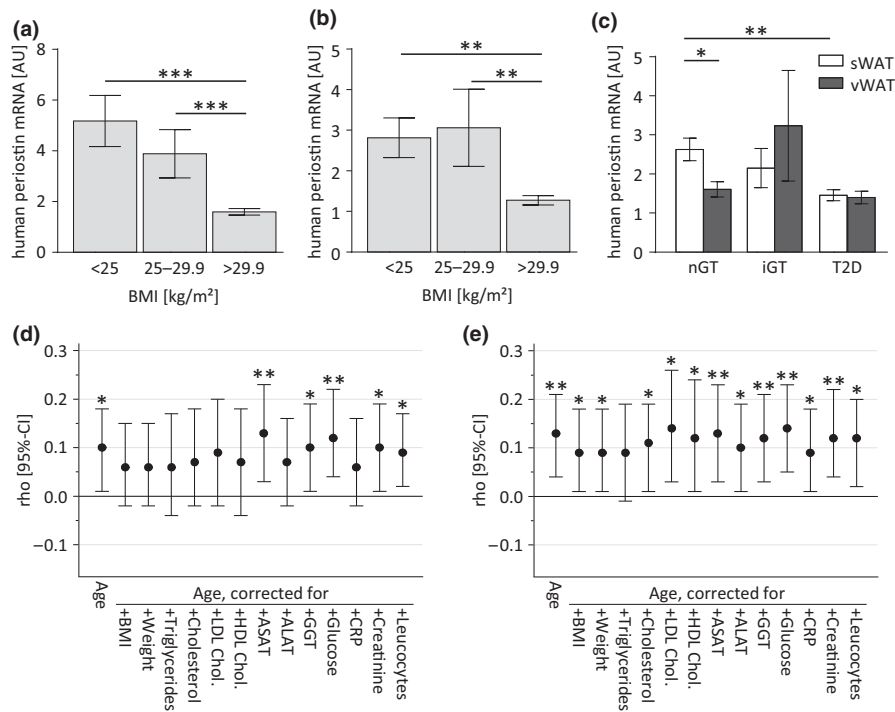 (a)
human periostin mRNA [AU]
8
6
4
2
0
***
***
<25 25–29.9 >29.9
BMI [kg/m²]
(b)
human periostin mRNA [AU]
5
4
3
2
1
0
**
**
<25 25–29.9 >29.9
BMI [kg/m²]
(c)
human periostin mRNA [AU]
5
4
3
2
1
0
**
*
sWAT
vWAT
nGT iGT T2D
(d)
rho [95%-CI]
0.3
0.2
0.1
0.0
−0.1
* ** * ** * *
Age
Age, corrected for
+BMI
+Weight
+Triglycerides
+Cholesterol
+LDL Chol.
+HDL Chol.
+ASAT
+ALAT
+GGT
+Glucose
+CRP
+Creatinine
+Leucocytes
(e)
rho [95%-CI]
0.3
0.2
0.1
0.0
−0.1
** * * * * * ** * ** ** * ** *
Age
Age, corrected for
+BMI
+Weight
+Triglycerides
+Cholesterol
+LDL Chol.
+HDL Chol.
+ASAT
+ALAT
+GGT
+Glucose
+CRP
+Creatinine
+Leucocytes